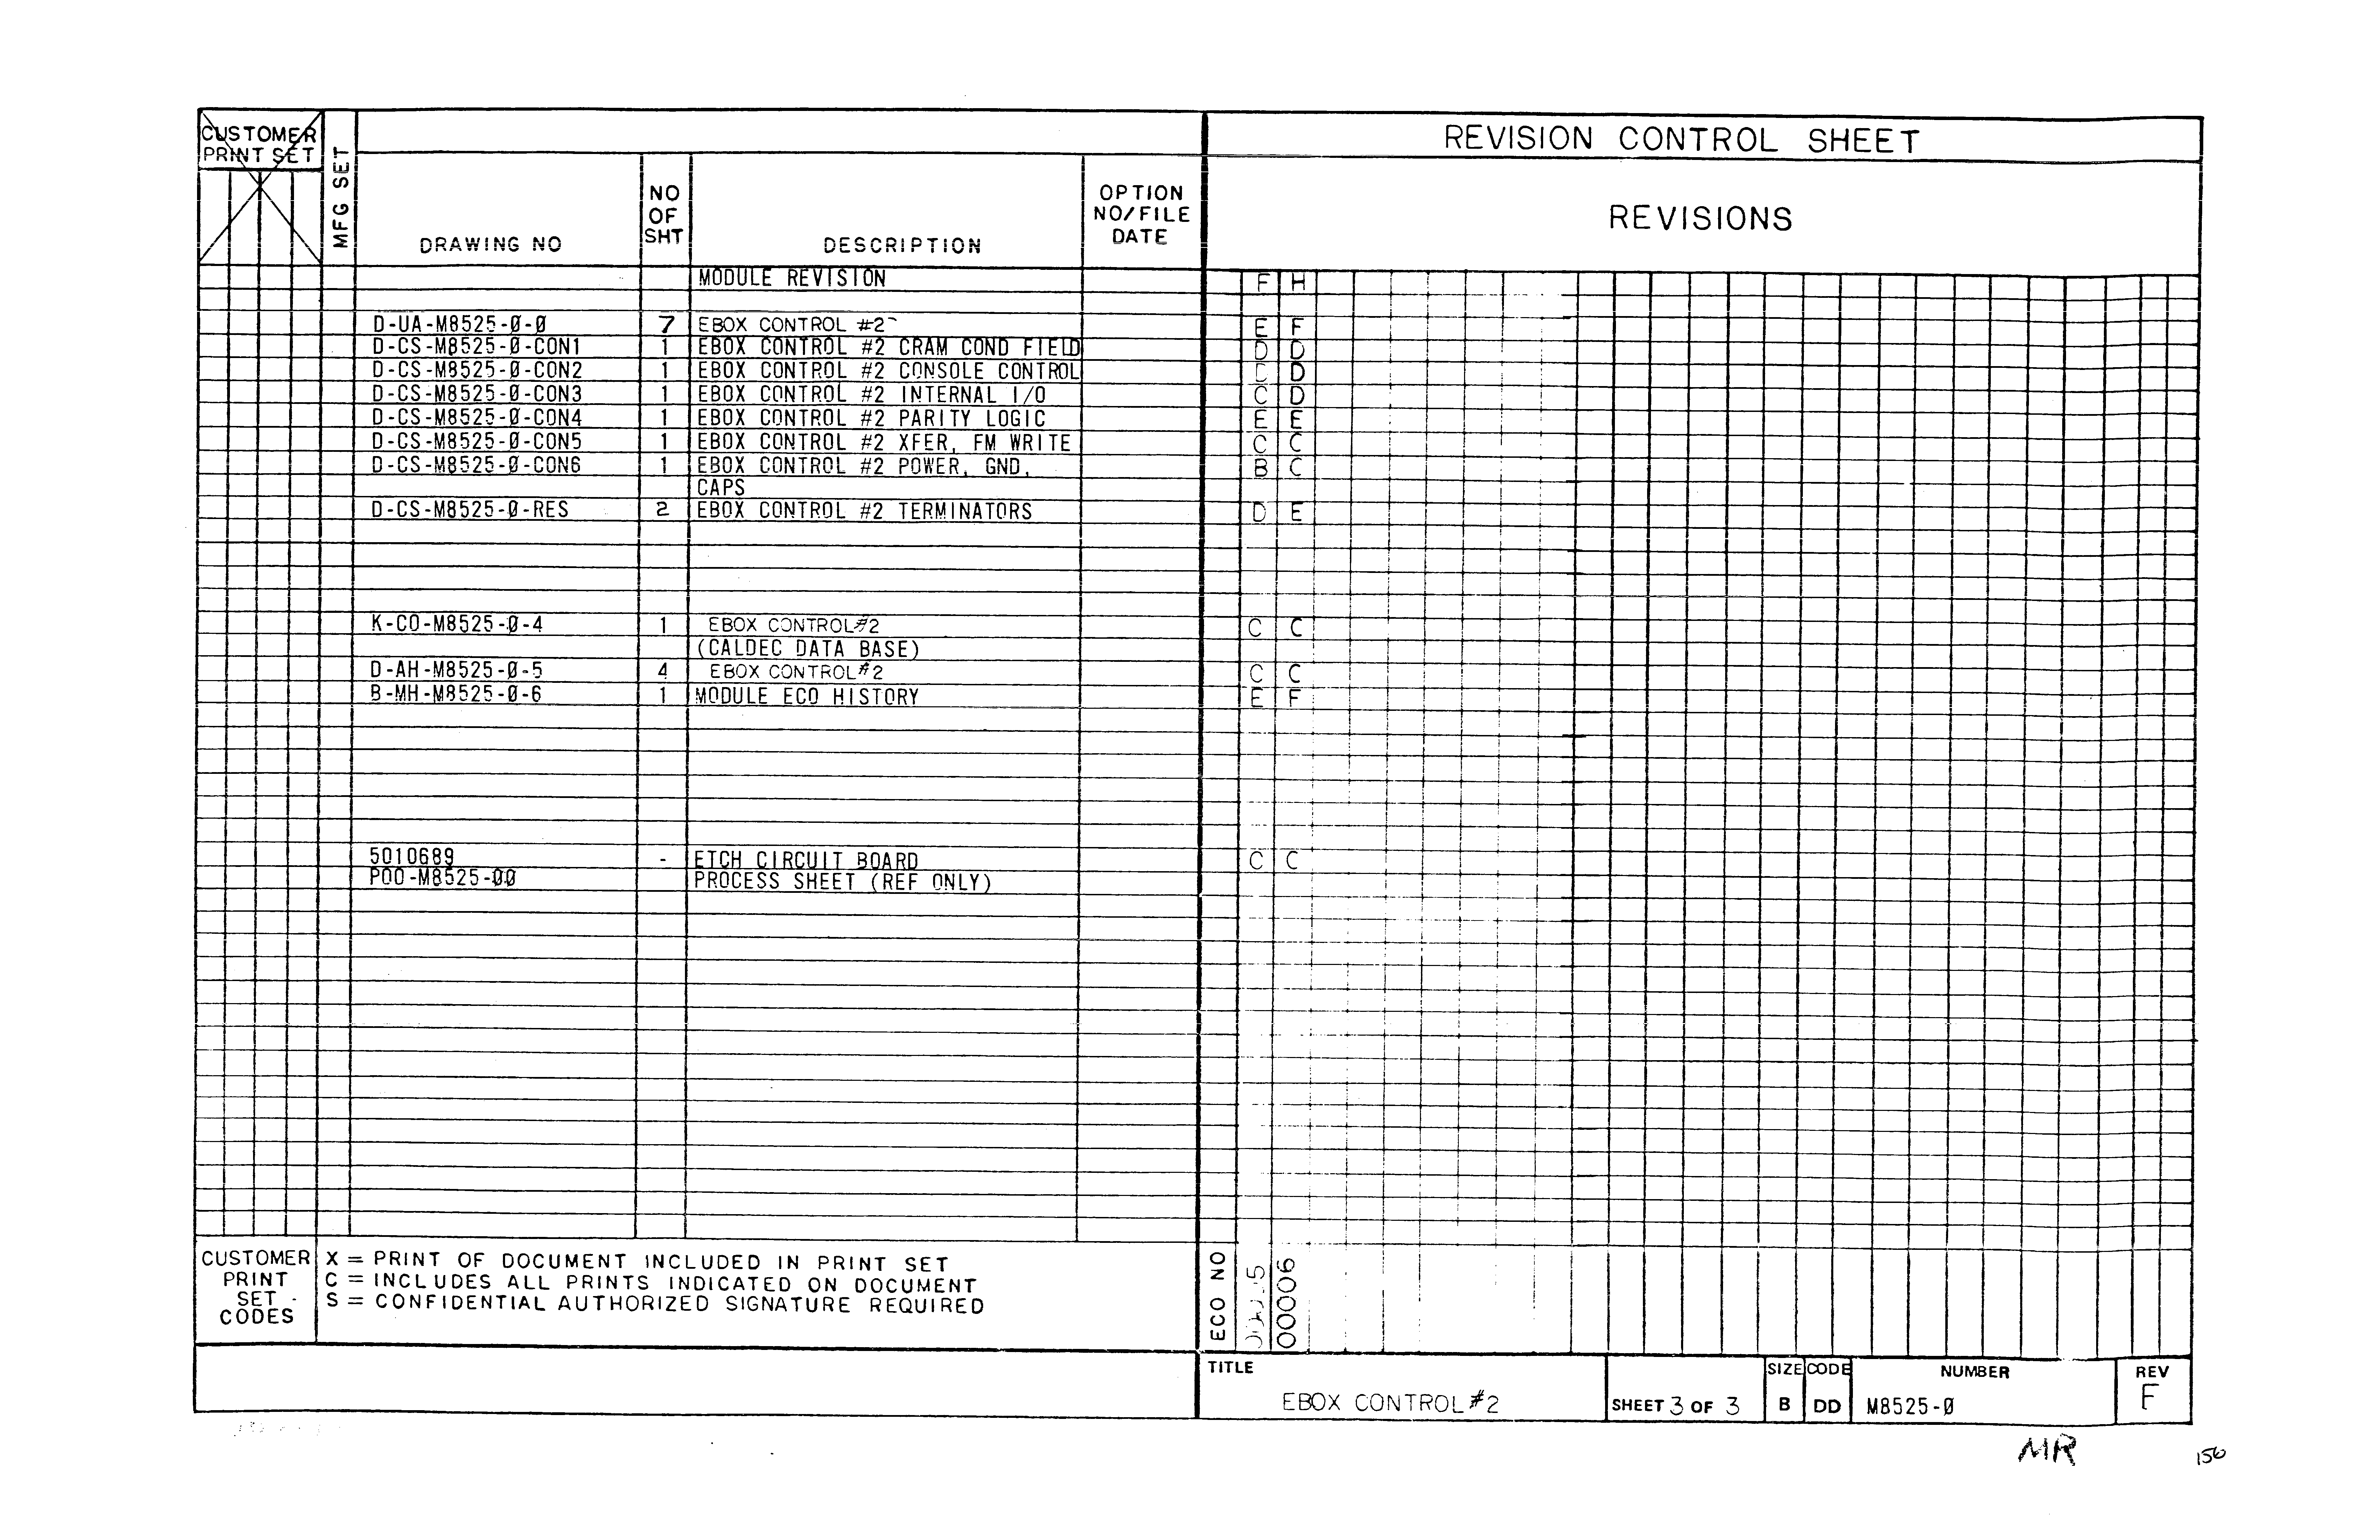 CUSTOMER
PRINT SET
MFG SET
REVISION CONTROL SHEET
DRAWING NO
NO
OF
SHT
DESCRIPTION
OPTION
NO/FILE
DATE
REVISIONS
MODULE REVISION F H
D-UA-M8525-Ø-Ø 7 EBOX CONTROL #2 E F
D-CS-M8525-Ø-CON1 1 EBOX CONTROL #2 CRAM COND FIELD D D
D-CS-M8525-Ø-CON2 1 EBOX CONTROL #2 CONSOLE CONTROL D
D-CS-M8525-Ø-CON3 1 EBOX CONTROL #2 INTERNAL I/O C D
D-CS-M8525-Ø-CON4 1 EBOX CONTROL #2 PARITY LOGIC E E
D-CS-M8525-Ø-CON5 1 EBOX CONTROL #2 XFER, FM WRITE C C
D-CS-M8525-Ø-CON6 1 EBOX CONTROL #2 POWER, GND, B C
CAPS
D-CS-M8525-Ø-RES 2 EBOX CONTROL #2 TERMINATORS D E
K-CO-M8525-Ø-4 1 EBOX CONTROL#2 C C
(CALDEC DATA BASE)
D-AH-M8525-Ø-5 4 EBOX CONTROL#2 C C
B-MH-M8525-Ø-6 1 MODULE ECO HISTORY E F
5010689 - ETCH CIRCUIT BOARD C C
P00-M8525-ØØ PROCESS SHEET (REF ONLY)
CUSTOMER
PRINT
SET
CODES
X = PRINT OF DOCUMENT INCLUDED IN PRINT SET
C = INCLUDES ALL PRINTS INDICATED ON DOCUMENT
S = CONFIDENTIAL AUTHORIZED SIGNATURE REQUIRED
ECO NO
00006
TITLE
EBOX CONTROL#2
SHEET 3 OF 3
SIZE
B
CODE
DD
NUMBER
M8525-Ø
REV
F
MR
156